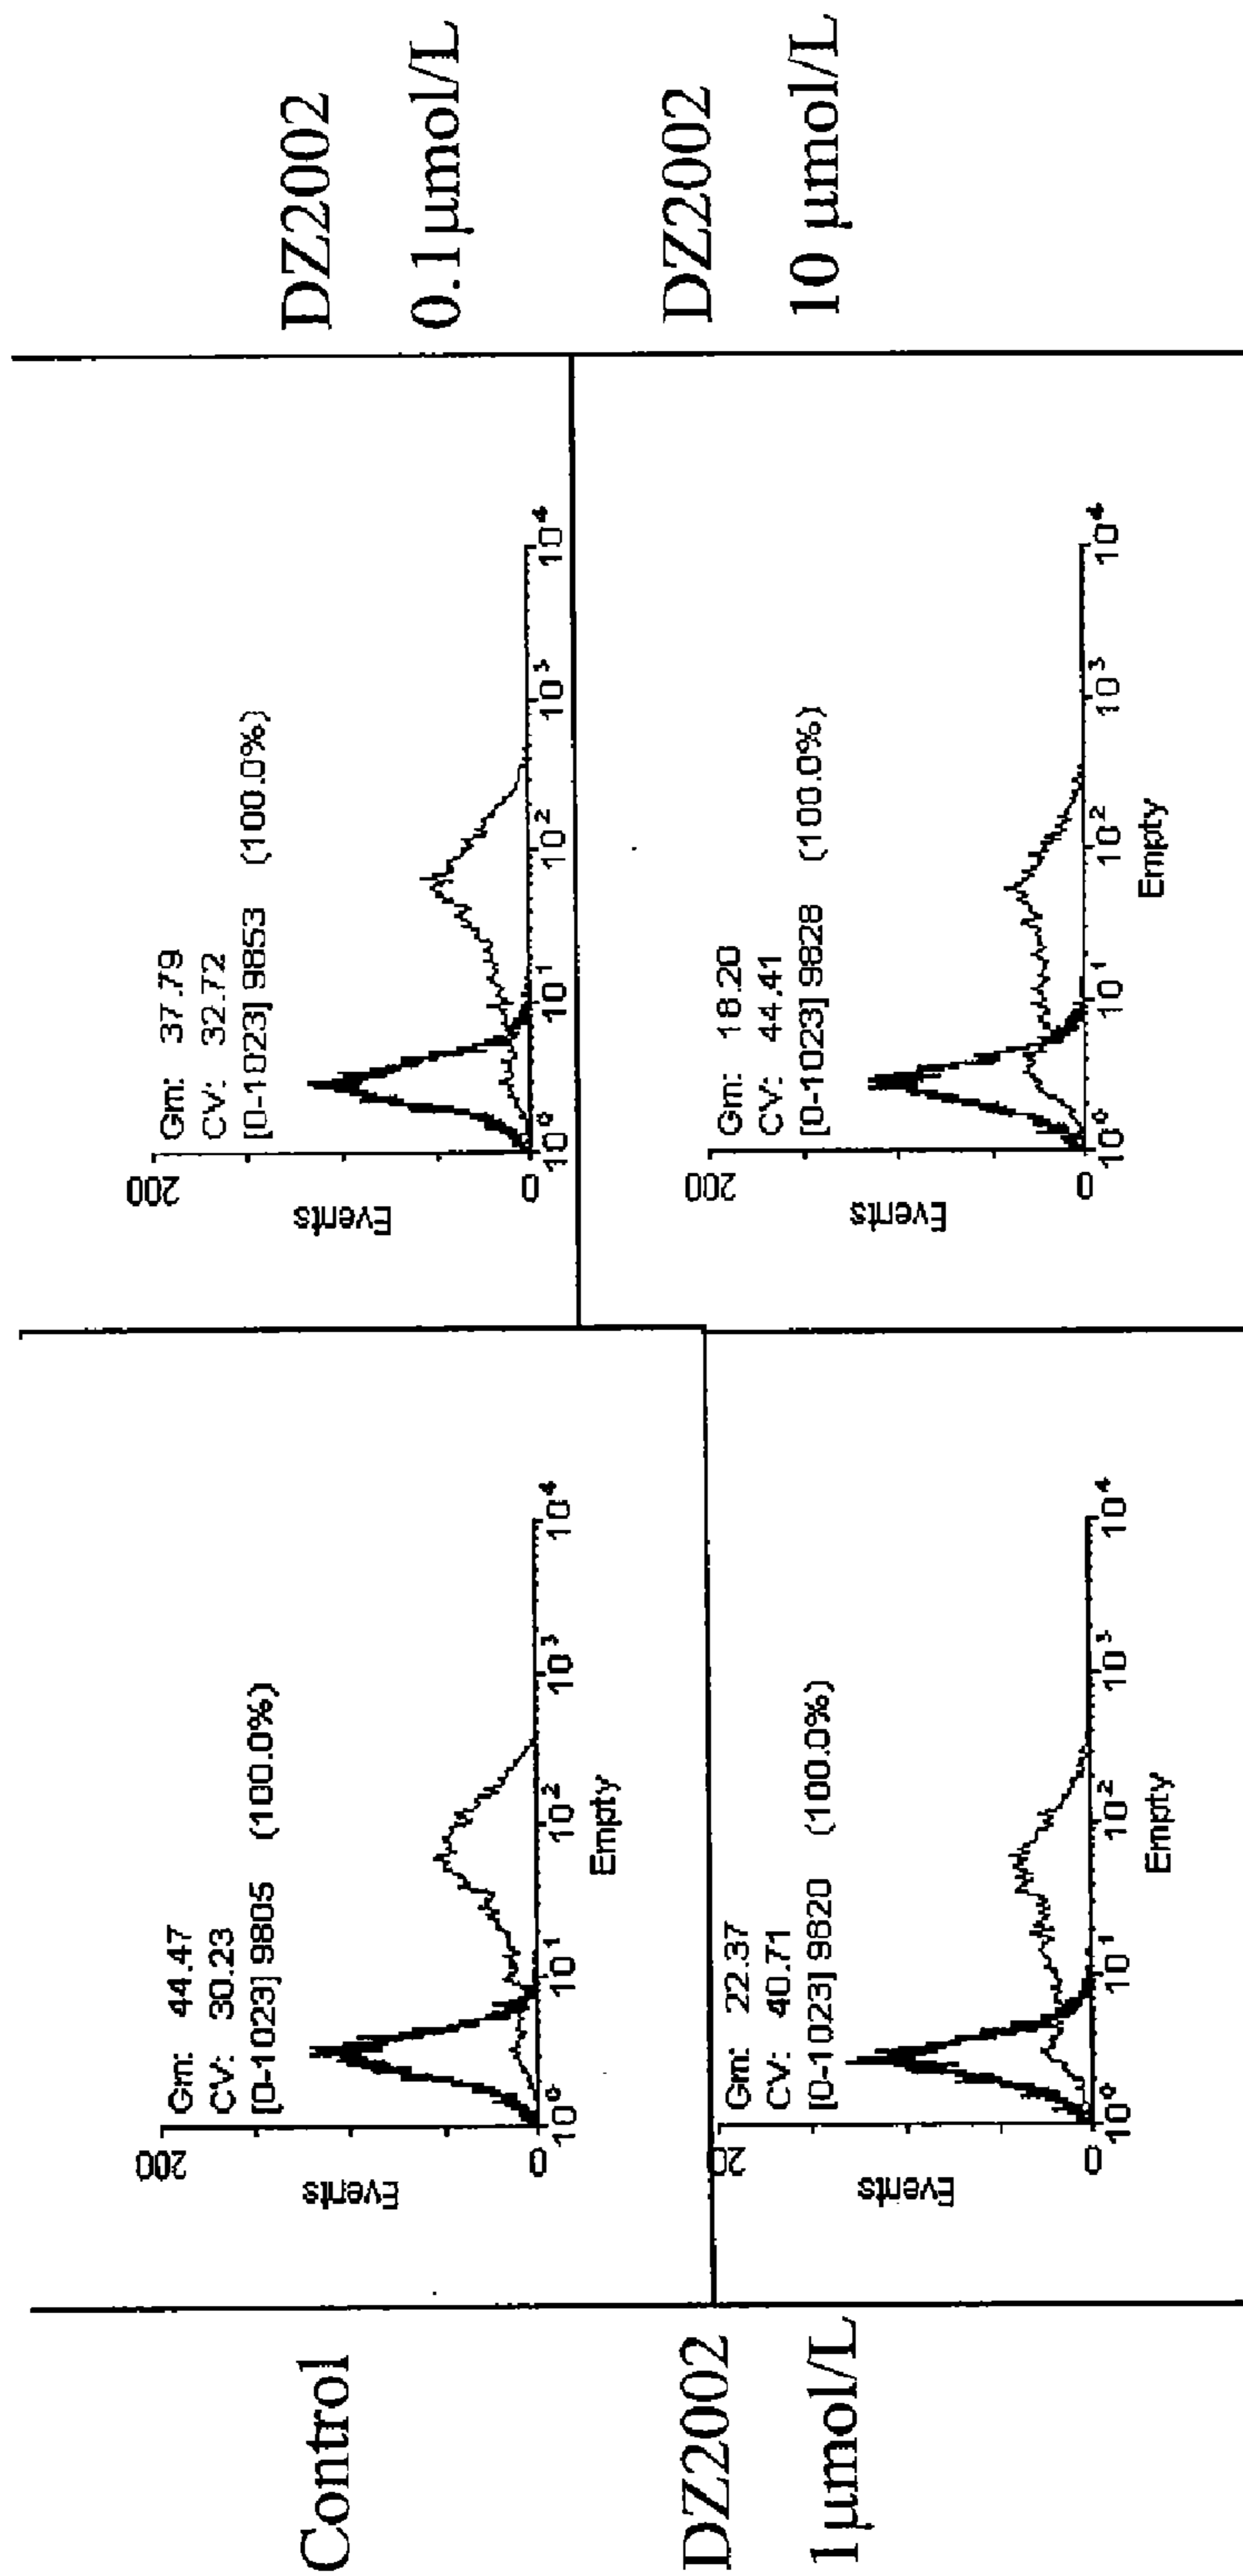 Control
200
Events
0
Gm: 44.47
CV: 30.23
[0-1023] 9805 (100.0%)
10⁰ 10¹ 10² 10³ 10⁴
Empty
DZ2002
0.1μmol/L
200
Events
0
Gm: 37.79
CV: 32.72
[0-1023] 9853 (100.0%)
10⁰ 10¹ 10² 10³ 10⁴
DZ2002
1μmol/L
20
Events
0
Gm: 22.37
CV: 40.71
[0-1023] 9820 (100.0%)
10⁰ 10¹ 10² 10³ 10⁴
Empty
DZ2002
10 μmol/L
200
Events
0
Gm: 18.20
CV: 44.41
[0-1023] 9828 (100.0%)
10⁰ 10¹ 10² 10³ 10⁴
Empty